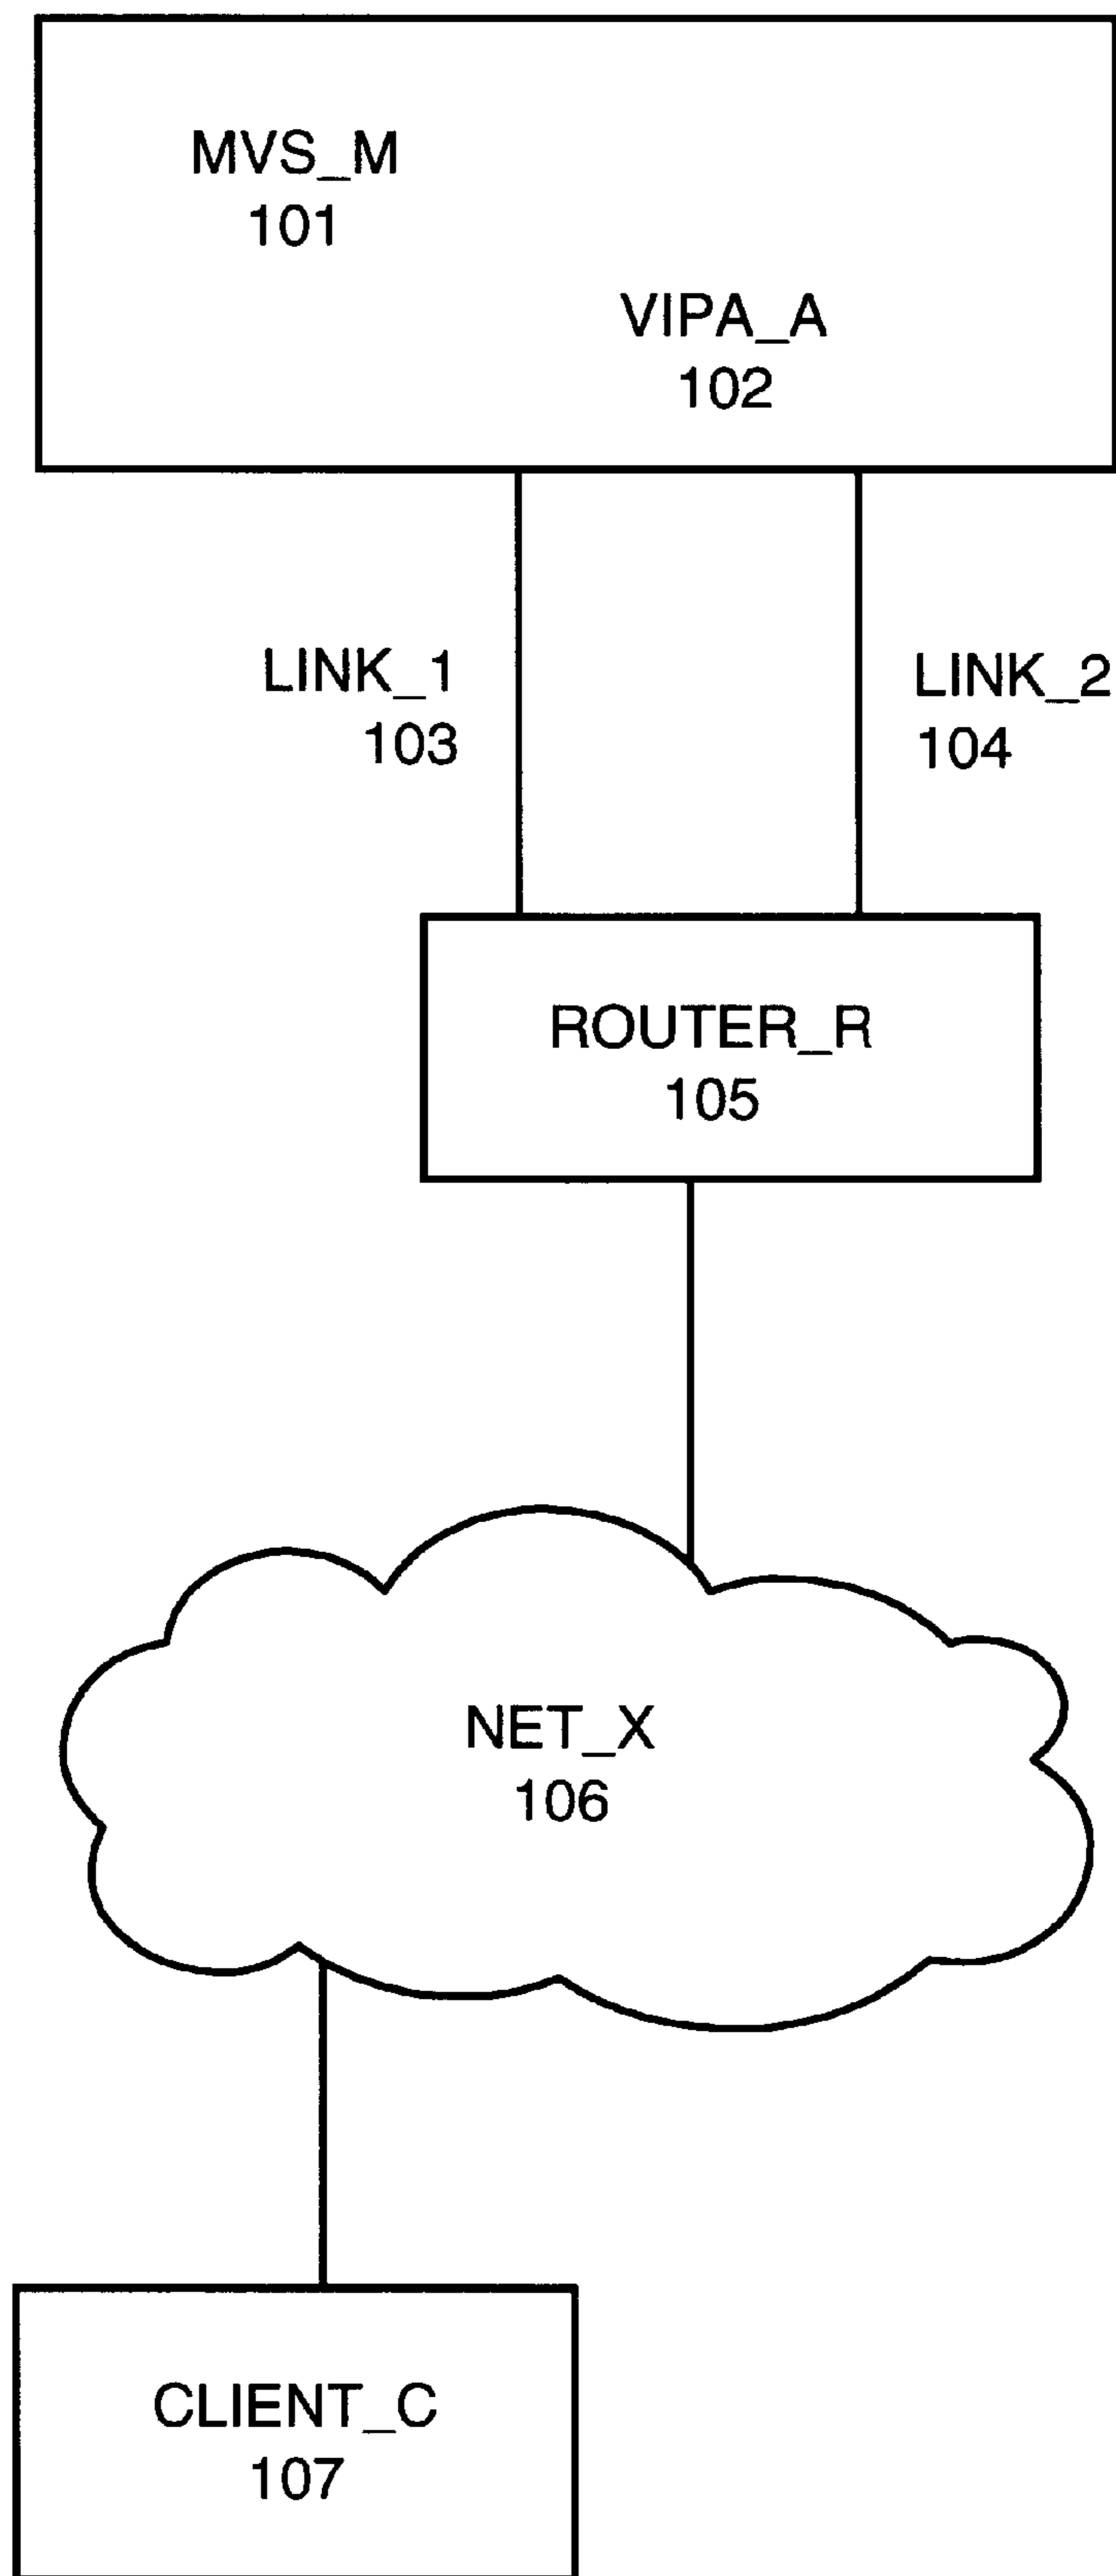 MVS_M
101
VIPA_A
102
LINK_1
103
LINK_2
104
ROUTER_R
105
NET_X
106
CLIENT_C
107